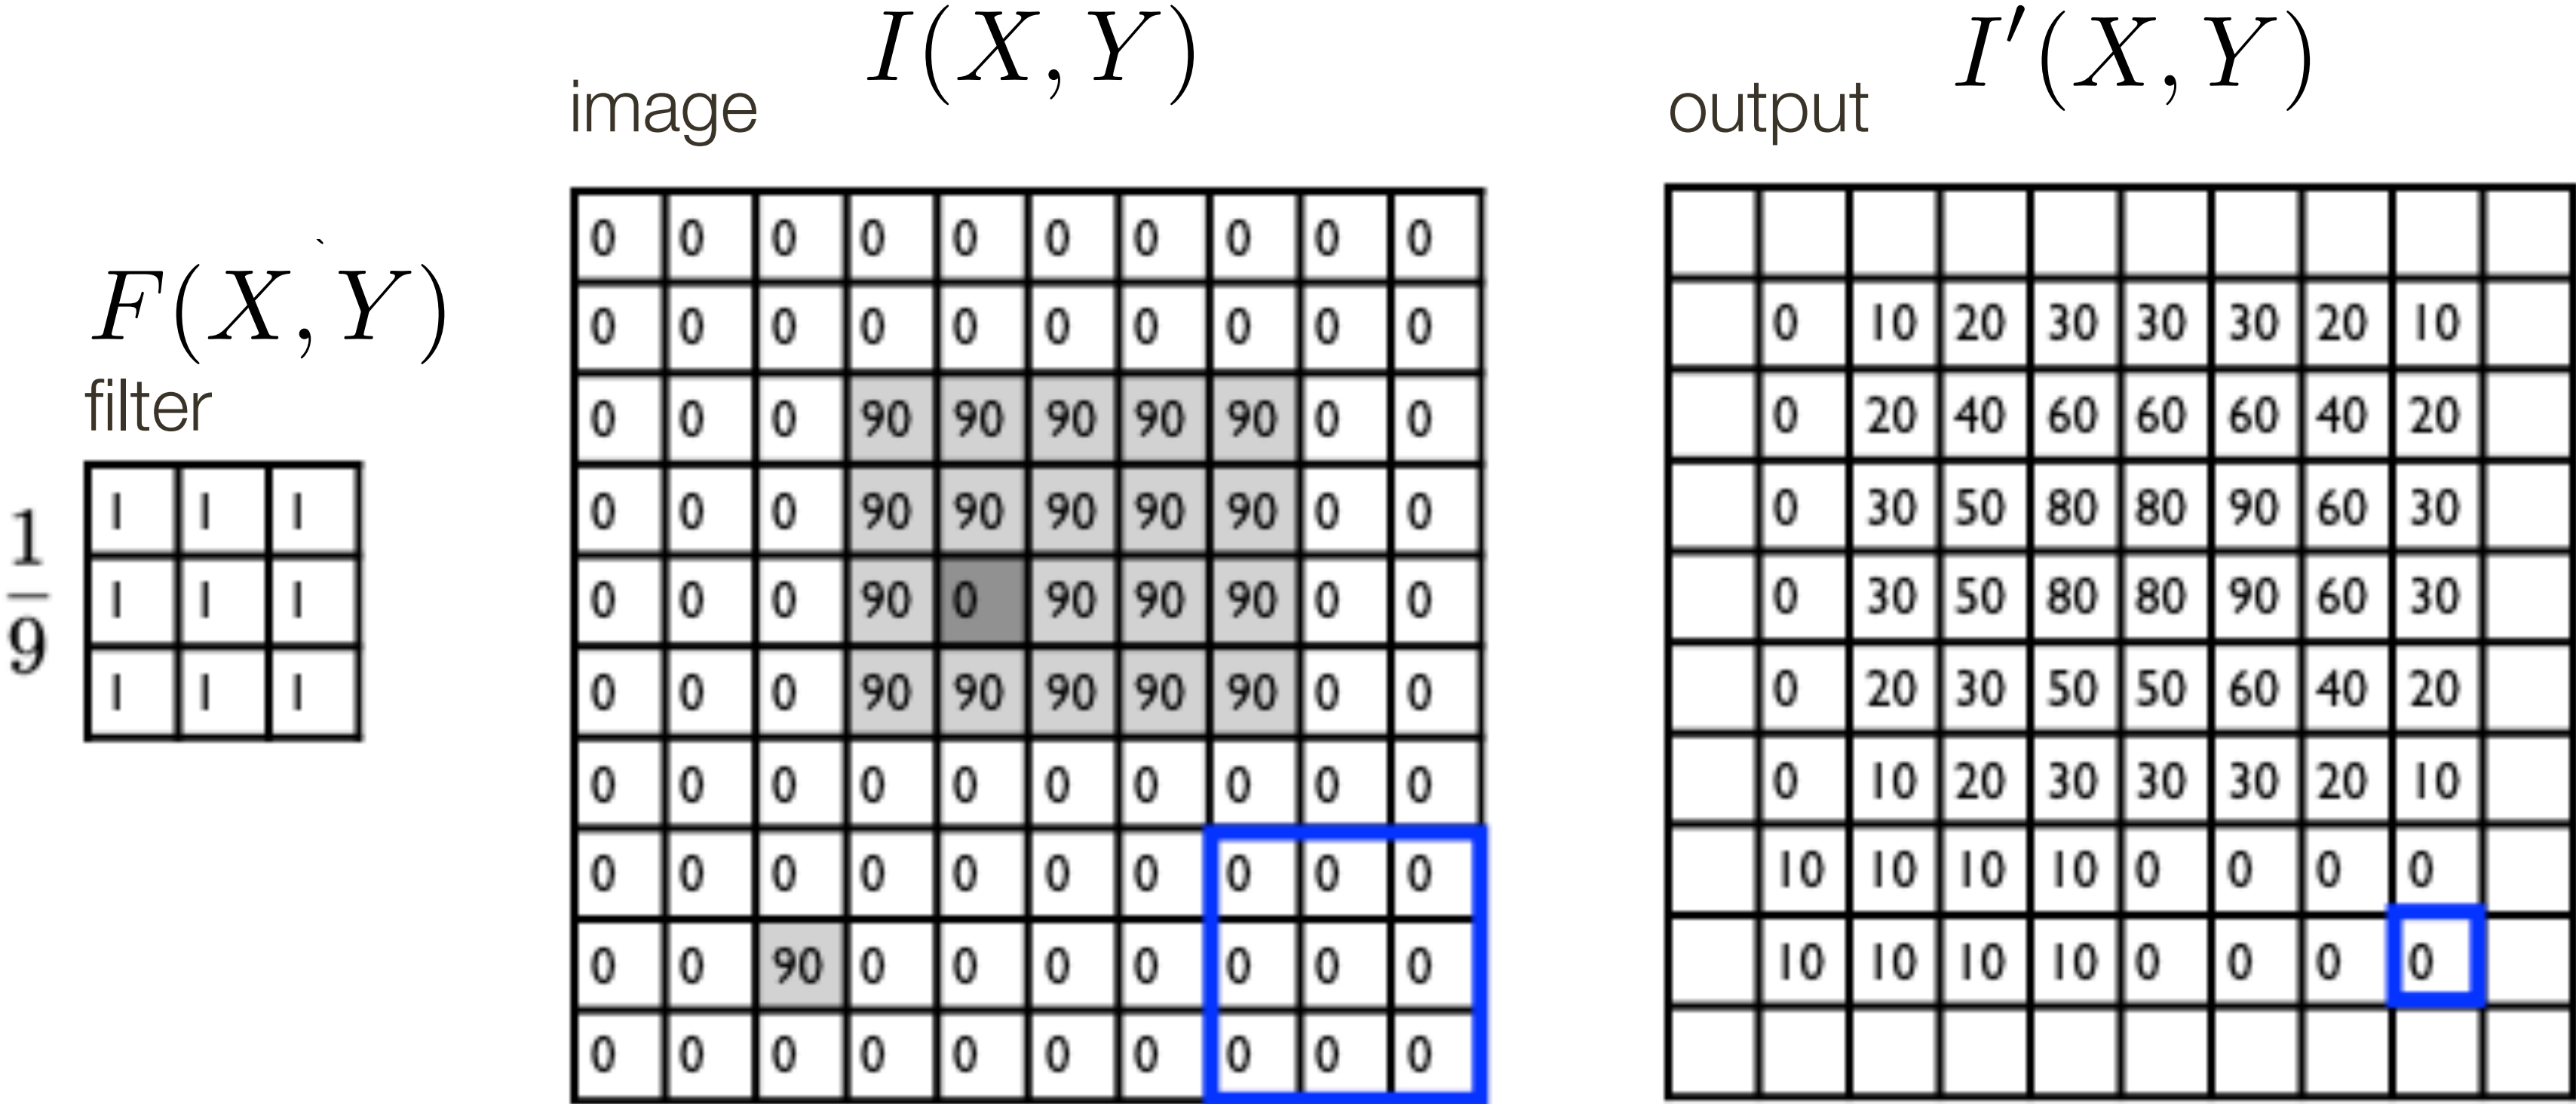 I(X, Y)
image
I′(X, Y)
output
F(X, Y)
filter
1/9
1 1 1
1 1 1
1 1 1
0 0 0 0 0 0 0 0 0 0
0 0 0 0 0 0 0 0 0 0
0 0 0 90 90 90 90 90 0 0
0 0 0 90 90 90 90 90 0 0
0 0 0 90 0 90 90 90 0 0
0 0 0 90 90 90 90 90 0 0
0 0 0 0 0 0 0 0 0 0
0 0 0 0 0 0 0 0 0 0
0 0 90 0 0 0 0 0 0 0
0 0 0 0 0 0 0 0 0 0
0 10 20 30 30 30 20 10
0 20 40 60 60 60 40 20
0 30 50 80 80 90 60 30
0 30 50 80 80 90 60 30
0 20 30 50 50 60 40 20
0 10 20 30 30 30 20 10
10 10 10 10 0 0 0 0
10 10 10 10 0 0 0 0